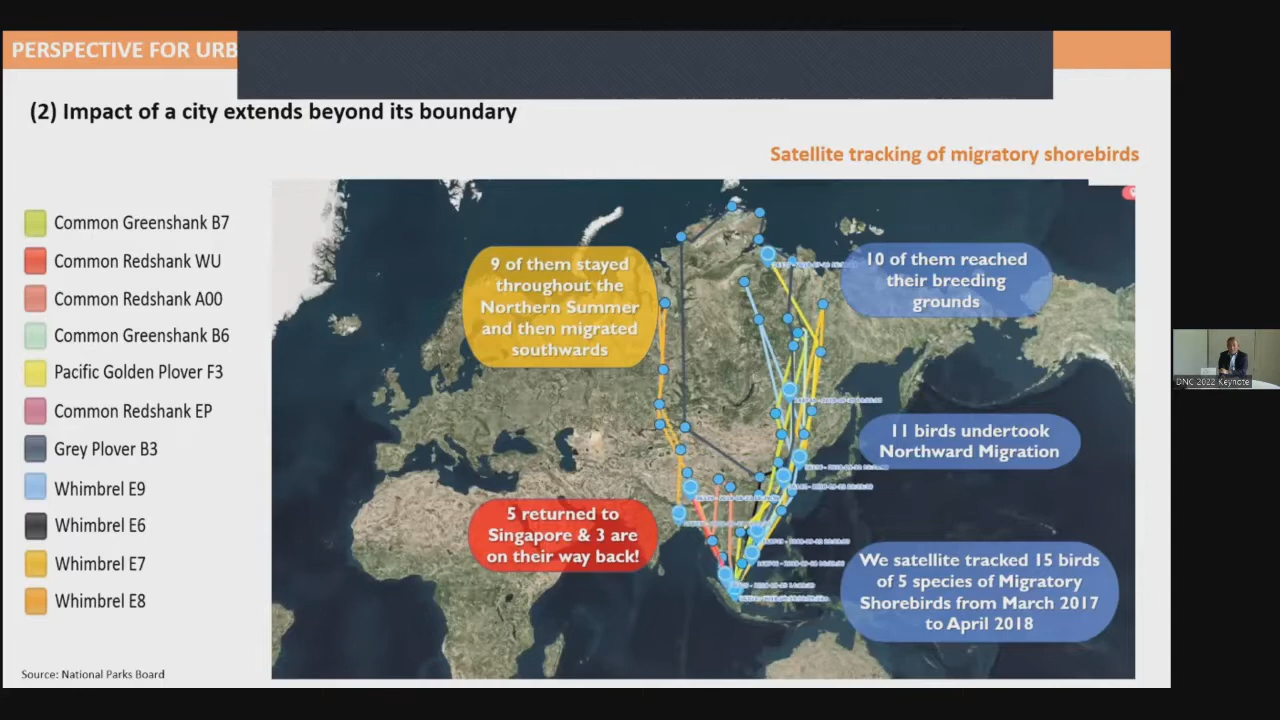 PERSPECTIVE FOR URB
(2) Impact of a city extends beyond its boundary
Satellite tracking of migratory shorebirds
Common Greenshank B7
Common Redshank WU
Common Redshank A00
Common Greenshank B6
Pacific Golden Plover F3
Common Redshank EP
Grey Plover B3
Whimbrel E9
Whimbrel E6
Whimbrel E7
Whimbrel E8
9 of them stayed
throughout the
Northern Summer
and then migrated
southwards
10 of them reached
their breeding
grounds
11 birds undertook
Northward Migration
5 returned to
Singapore & 3 are
on their way back!
We satellite tracked 15 birds
of 5 species of Migratory
Shorebirds from March 2017
to April 2018
Source: National Parks Board
DNC 2022 Keynote